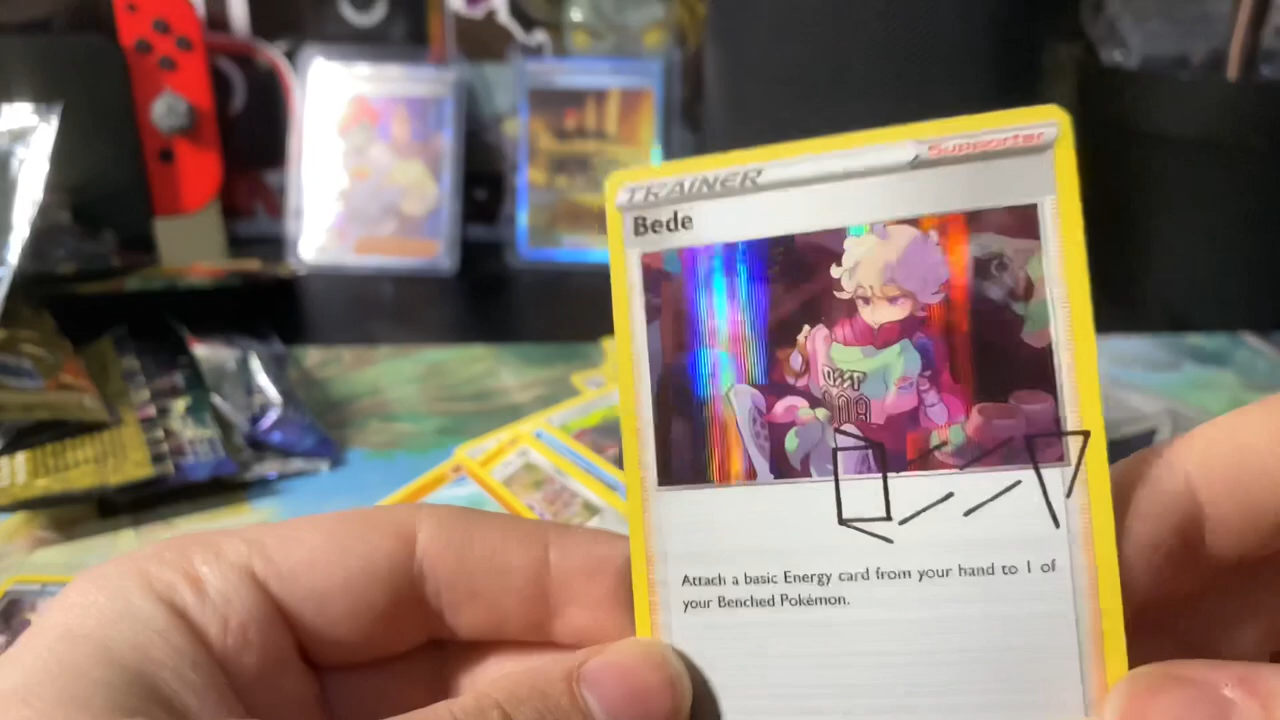 TRAINER
Supporter
Bede
Attach a basic Energy card from your hand to 1 of
your Benched Pokémon.